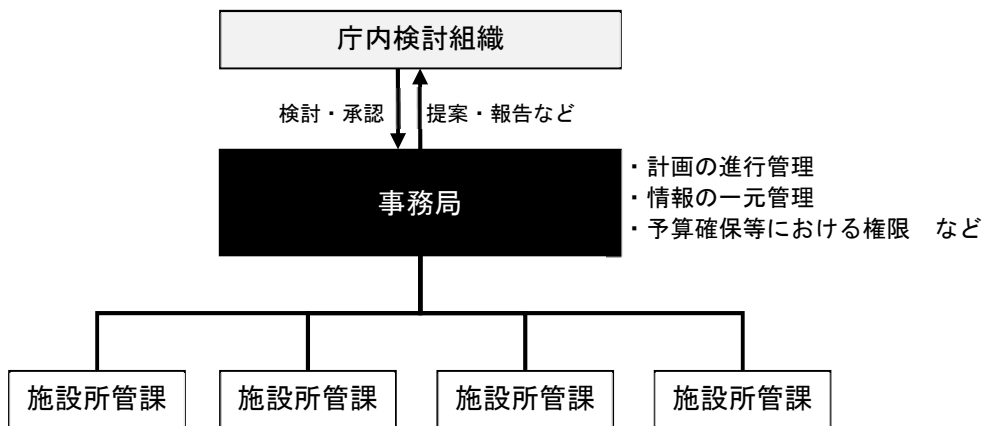 庁内検討組織
検討・承認
提案・報告など
事務局
・計画の進行管理
・情報の一元管理
・予算確保等における権限　など
施設所管課
施設所管課
施設所管課
施設所管課